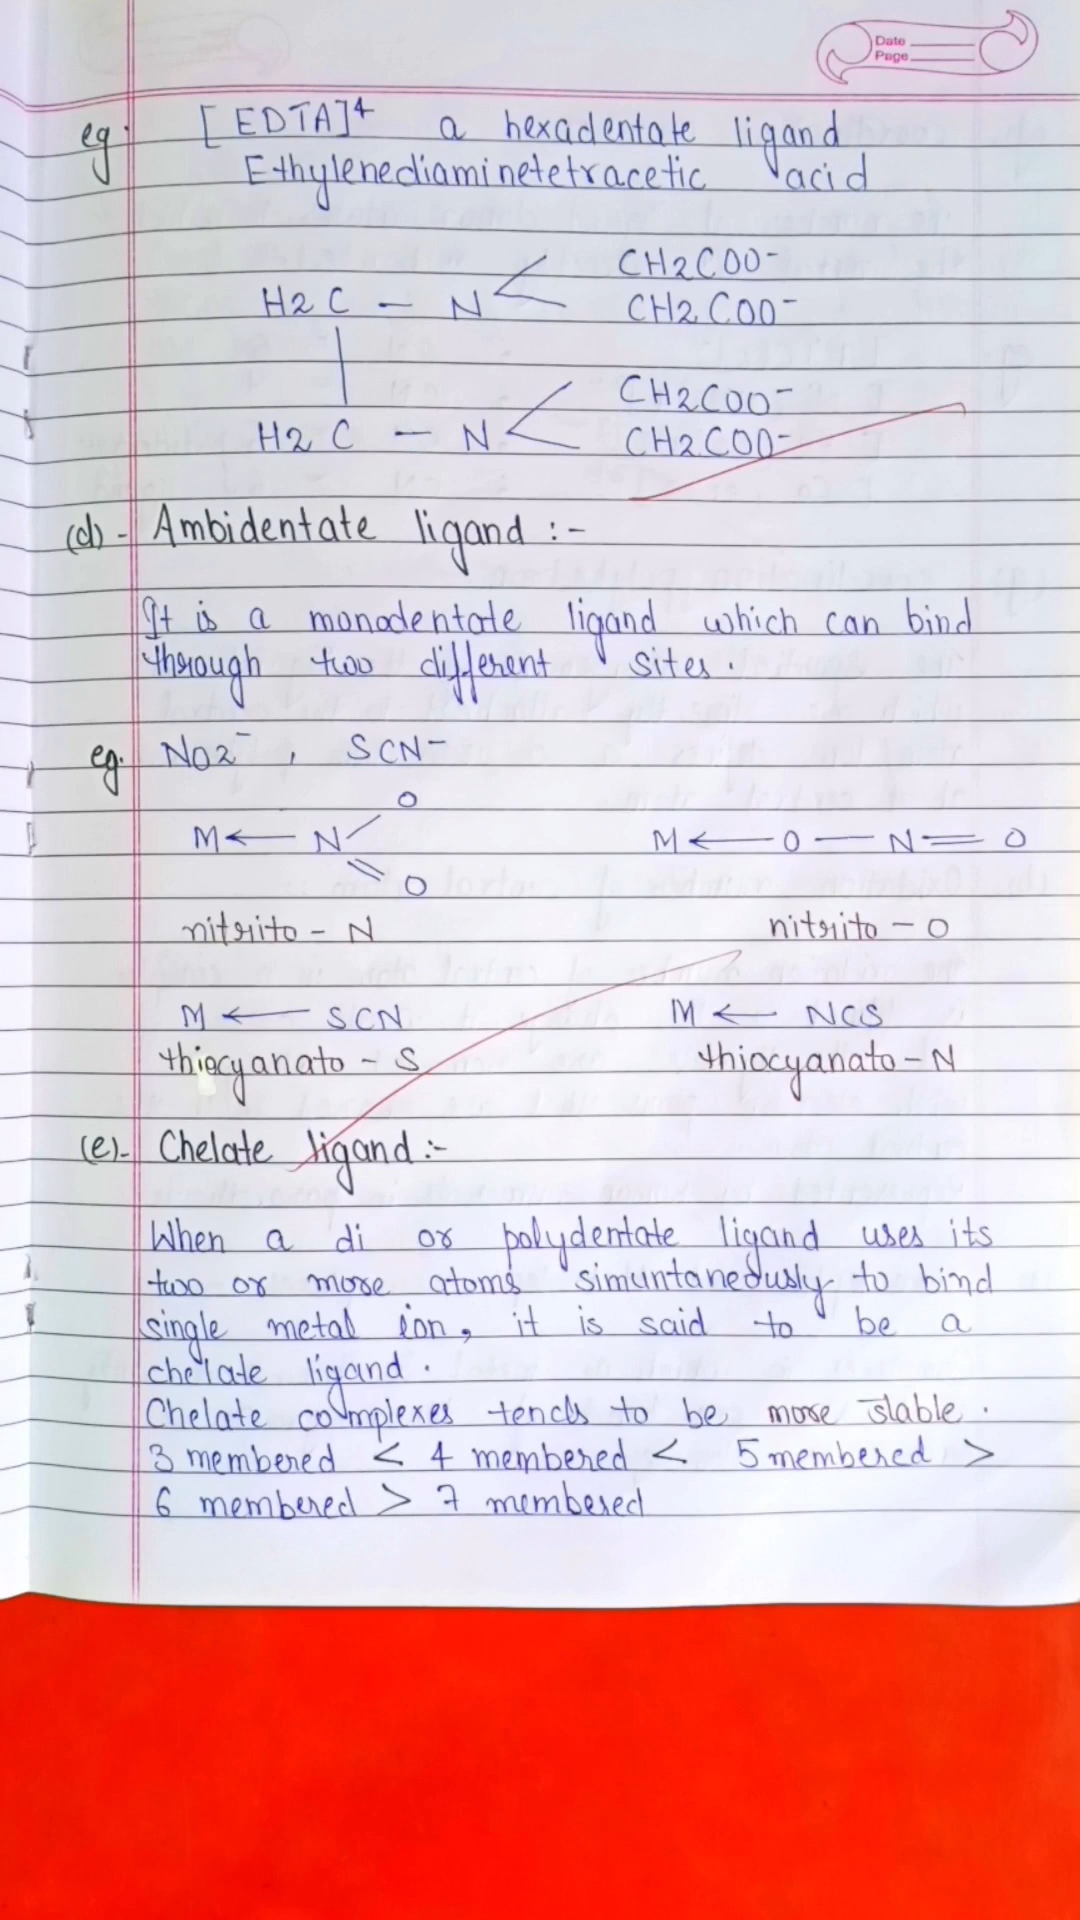 Date
Page
eg. [EDTA]4 a hexadentate ligand
Ethylenediaminetetracetic acid
CH2COO-
H2C - N CH2COO-
CH2COO-
H2C - N CH2COO-
(d)- Ambidentate ligand :-
It is a monodentate ligand which can bind
through two different sites.
eg. NO2-, SCN-
O
M ← N M ← O — N = O
O
nitrito - N nitrito - O
M ← SCN M ← NCS
thiocyanato - S thiocyanato - N
(e)- Chelate ligand:-
When a di or polydentate ligand uses its
two or more atoms simuntaneously to bind
single metal ion, it is said to be a
chelate ligand.
Chelate complexes tends to be more stable.
3 membered < 4 membered < 5 membered >
6 membered > 7 membered